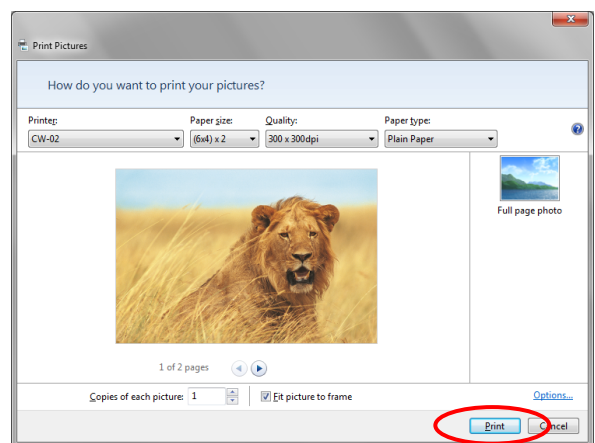 Print Pictures
How do you want to print your pictures?
Printer: Paper size: Quality: Paper type:
CW-02 (6x4) x 2 300 x 300dpi Plain Paper
Full page photo
1 of 2 pages
Copies of each picture: 1 Fit picture to frame Options...
Print Cancel